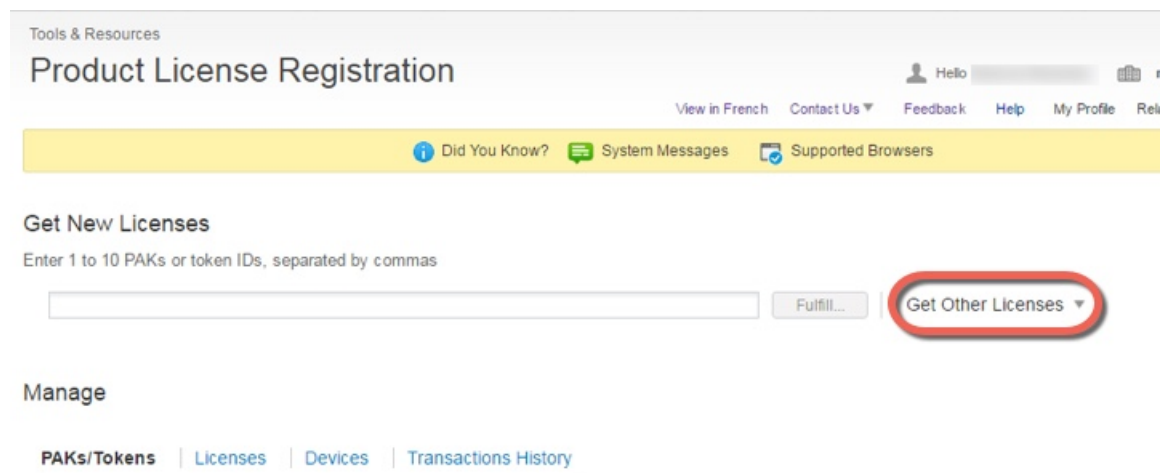 Tools & Resources
Product License Registration
Hello
View in French Contact Us Feedback Help My Profile
Did You Know? System Messages Supported Browsers
Get New Licenses
Enter 1 to 10 PAKs or token IDs, separated by commas
Fulfill... Get Other Licenses
Manage
PAKs/Tokens Licenses Devices Transactions History